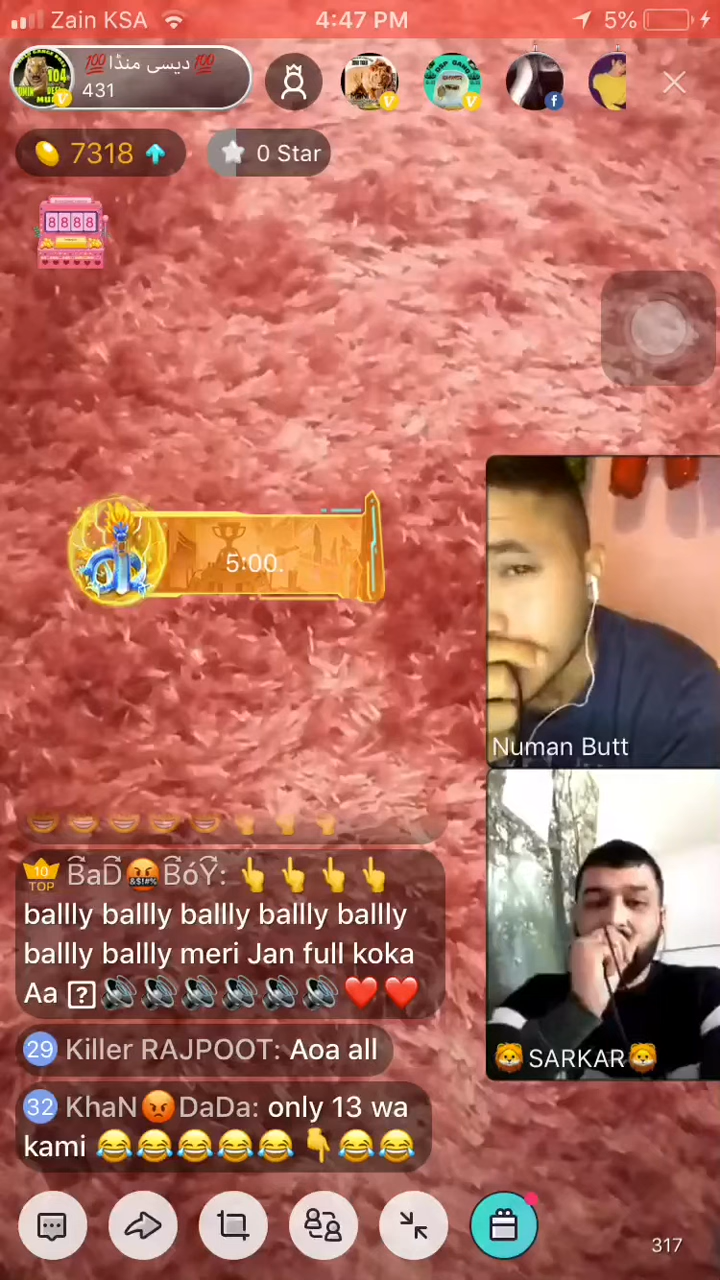 Zain KSA 4:47 PM 5%
💯 دیسی منڈا 💯
431
7318 0 Star
8888
5:00.
Numan Butt
10 TOP B͞aD͞🤬B͞óY͞: 👆👆👆👆
ballly ballly ballly ballly ballly
ballly ballly meri Jan full koka
Aa ?⃞🔊🔊🔊🔊🔊🔊❤️❤️
29 Killer RAJPOOT: Aoa all
🦁SARKAR🦁
32 KhaN😡DaDa: only 13 wa
kami 😂😂😂😂😂👇😂😂
317